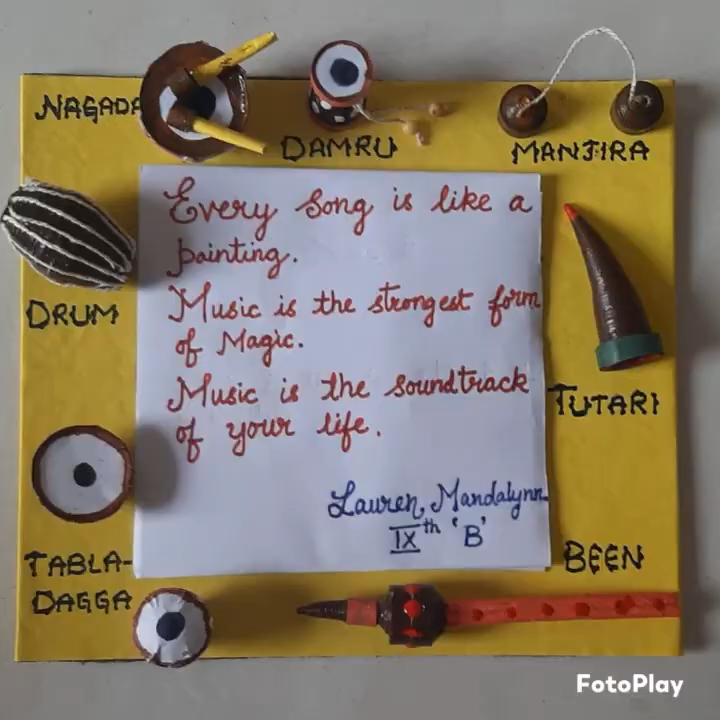 NAGADA
DAMRU
MANJIRA
DRUM
Every song is like a
painting.
Music is the strongest form
of Magic.
Music is the soundtrack
of your life.
Lauren Mandalynn
IXth 'B'
TUTARI
TABLA-
DAGGA
BEEN
FotoPlay